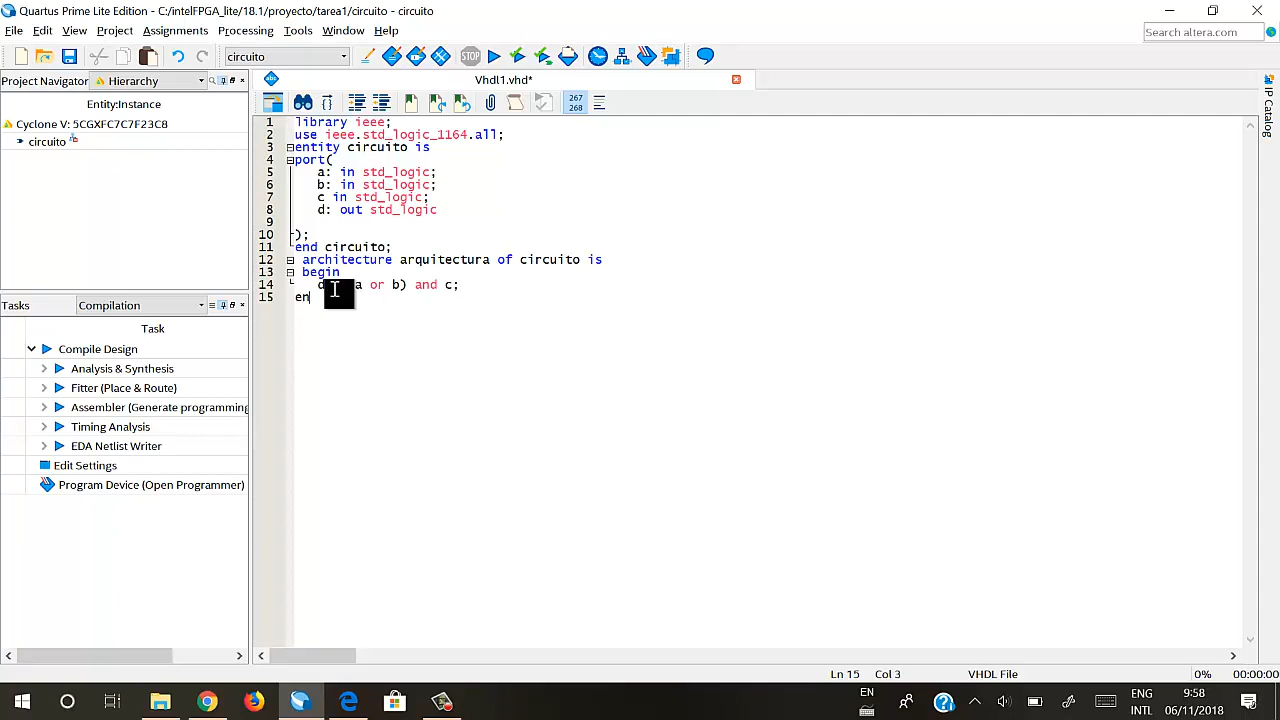 Quartus Prime Lite Edition - C:/intelFPGA_lite/18.1/proyecto/tarea1/circuito - circuito
File Edit View Project Assignments Processing Tools Window Help
Search altera.com
circuito
STOP
Project Navigator Hierarchy
Vhdl1.vhd*
Entity:Instance
Cyclone V: 5CGXFC7C7F23C8
circuito
267
268
IP Catalog
1 library ieee;
2 use ieee.std_logic_1164.all;
3 entity circuito is
4 port(
5 a: in std_logic;
6 b: in std_logic;
7 c in std_logic;
8 d: out std_logic
9
10 );
11 end circuito;
12 architecture arquitectura of circuito is
13 begin
14 a or b) and c;
15 en
Tasks Compilation
Task
Compile Design
Analysis & Synthesis
Fitter (Place & Route)
Assembler (Generate programming
Timing Analysis
EDA Netlist Writer
Edit Settings
Program Device (Open Programmer)
Ln 15 Col 3 VHDL File 0% 00:00:00
EN
ENG
INTL
9:58
06/11/2018